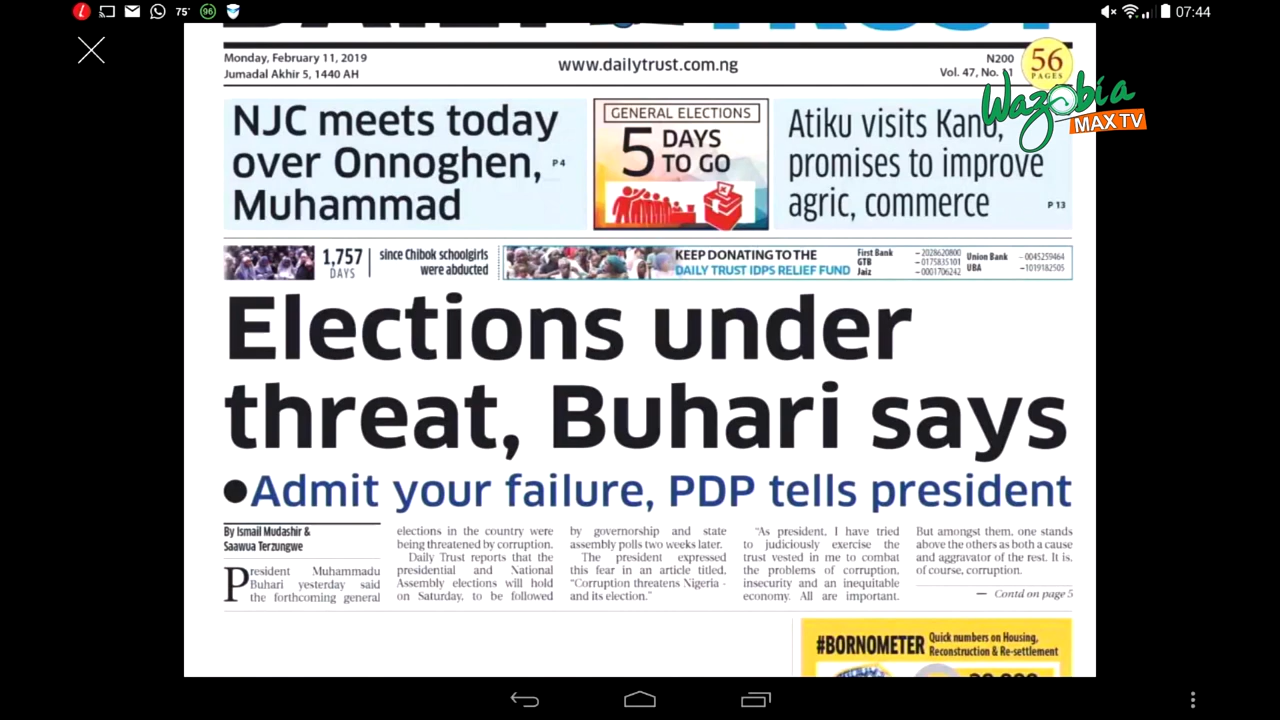 75°
96
07:44
Monday, February 11, 2019
Jumadal Akhir 5, 1440 AH
www.dailytrust.com.ng
N200
Vol. 47, No.
56
PAGES
Wazobia
MAX TV
NJC meets today
over Onnoghen, P4
Muhammad
GENERAL ELECTIONS
5 DAYS
TO GO
Atiku visits Kano,
promises to improve
agric, commerce P 13
1,757
DAYS
since Chibok schoolgirls
were abducted
KEEP DONATING TO THE
DAILY TRUST IDPS RELIEF FUND
First Bank – 2028620800
GTB – 0175835101
Jaiz – 0001706242
Union Bank – 0045259464
UBA – 1019182505
Elections under
threat, Buhari says
●Admit your failure, PDP tells president
By Ismail Mudashir &
Saawua Terzungwe
President Muhammadu
Buhari yesterday said
the forthcoming general
elections in the country were
being threatened by corruption.
Daily Trust reports that the
presidential and National
Assembly elections will hold
on Saturday, to be followed
by governorship and state
assembly polls two weeks later.
The president expressed
this fear in an article titled,
“Corruption threatens Nigeria -
and its election.”
“As president, I have tried
to judiciously exercise the
trust vested in me to combat
the problems of corruption,
insecurity and an inequitable
economy. All are important.
But amongst them, one stands
above the others as both a cause
and aggravator of the rest. It is,
of course, corruption.
— Contd on page 5
#BORNOMETER
Quick numbers on Housing,
Reconstruction & Re-settlement